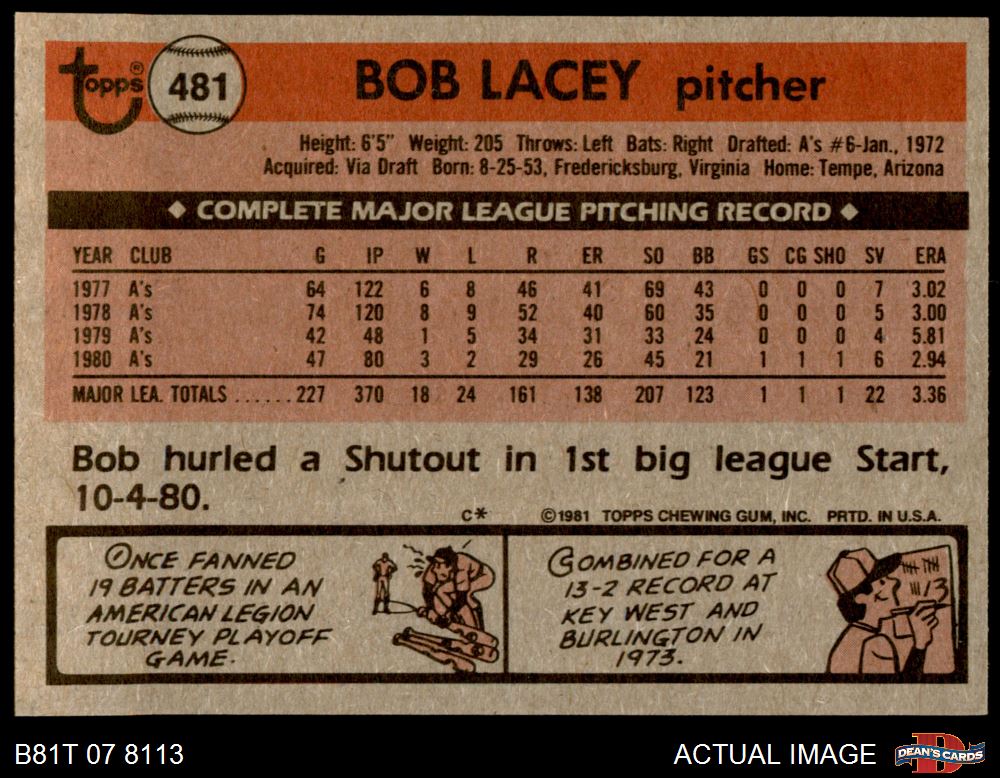 Topps®
481
BOB LACEY pitcher
Height: 6'5" Weight: 205 Throws: Left Bats: Right Drafted: A's #6-Jan., 1972
Acquired: Via Draft Born: 8-25-53, Fredericksburg, Virginia Home: Tempe, Arizona
◆ COMPLETE MAJOR LEAGUE PITCHING RECORD ◆
YEAR CLUB G IP W L R ER SO BB GS CG SHO SV ERA
1977 A's 64 122 6 8 46 41 69 43 0 0 0 7 3.02
1978 A's 74 120 8 9 52 40 60 35 0 0 0 5 3.00
1979 A's 42 48 1 5 34 31 33 24 0 0 0 4 5.81
1980 A's 47 80 3 2 29 26 45 21 1 1 1 6 2.94
MAJOR LEA. TOTALS ...... 227 370 18 24 161 138 207 123 1 1 1 22 3.36
Bob hurled a Shutout in 1st big league Start,
10-4-80.
C* ©1981 TOPPS CHEWING GUM, INC. PRTD. IN U.S.A.
ONCE FANNED
19 BATTERS IN AN
AMERICAN LEGION
TOURNEY PLAYOFF
GAME.
COMBINED FOR A
13-2 RECORD AT
KEY WEST AND
BURLINGTON IN
1973.
13
B81T 07 8113
ACTUAL IMAGE
DEAN'S CARDS